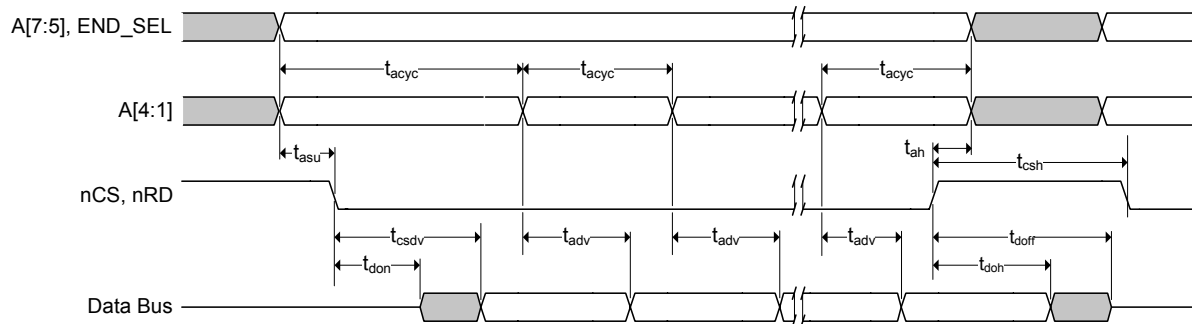 A[7:5], END_SEL
tacyc tacyc tacyc
A[4:1]
tasu tah tcsh
nCS, nRD
tcsdv tadv tadv tadv tdoff
tdon tdoh
Data Bus